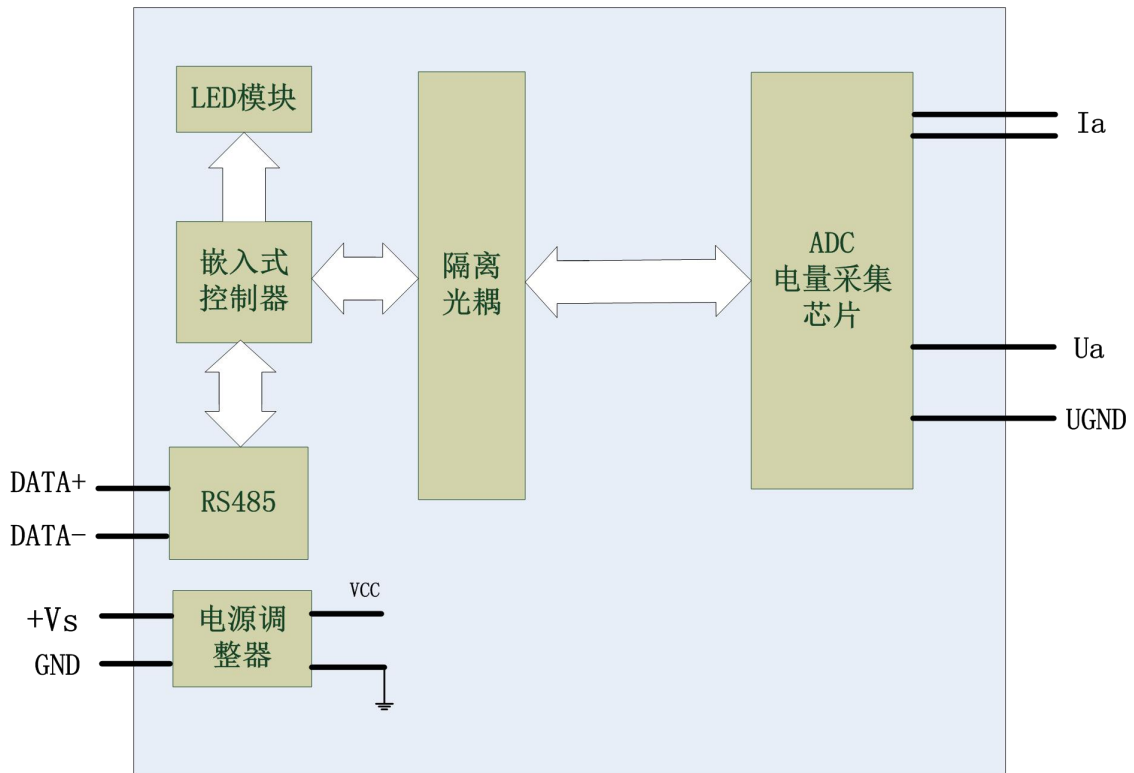 LED模块
Ia
嵌入式
控制器
隔离
光耦
ADC
电量采集
芯片
Ua
UGND
DATA+
DATA-
RS485
+Vs
GND
电源调
整器
VCC